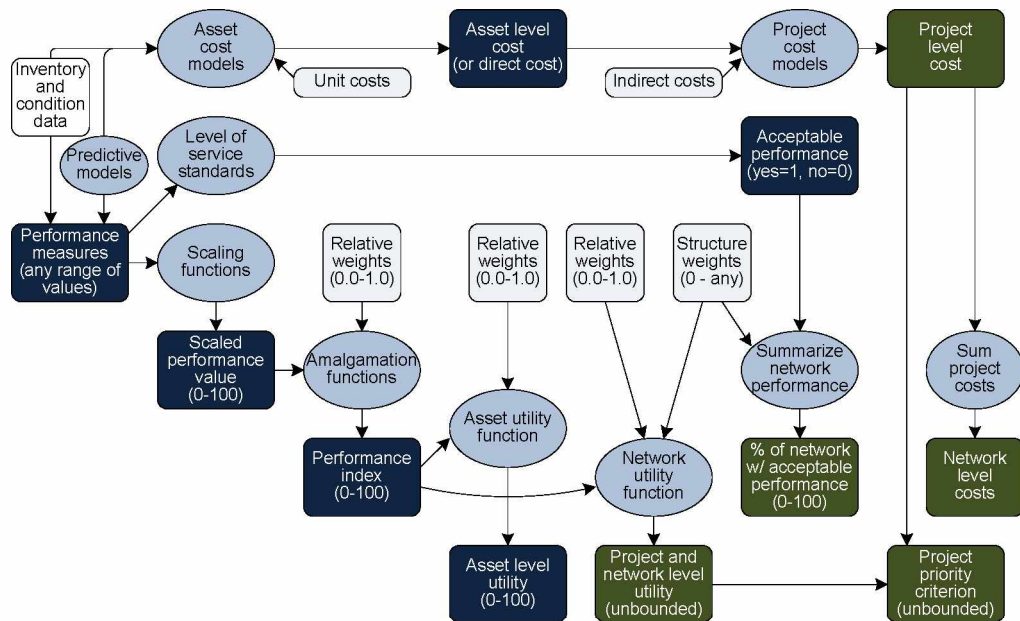 Asset
cost
models
Asset level
cost
(or direct cost)
Project
cost
models
Project
level
cost
Inventory
and
condition
data
Unit costs
Indirect costs
Predictive
models
Level of
service
standards
Acceptable
performance
(yes=1, no=0)
Performance
measures
(any range of
values)
Scaling
functions
Relative
weights
(0.0-1.0)
Relative
weights
(0.0-1.0)
Relative
weights
(0.0-1.0)
Structure
weights
(0 - any)
Scaled
performance
value
(0-100)
Amalgamation
functions
Summarize
network
performance
Sum
project
costs
Asset utility
function
Performance
index
(0-100)
Network
utility
function
% of network
w/ acceptable
performance
(0-100)
Network
level
costs
Asset level
utility
(0-100)
Project and
network level
utility
(unbounded)
Project
priority
criterion
(unbounded)